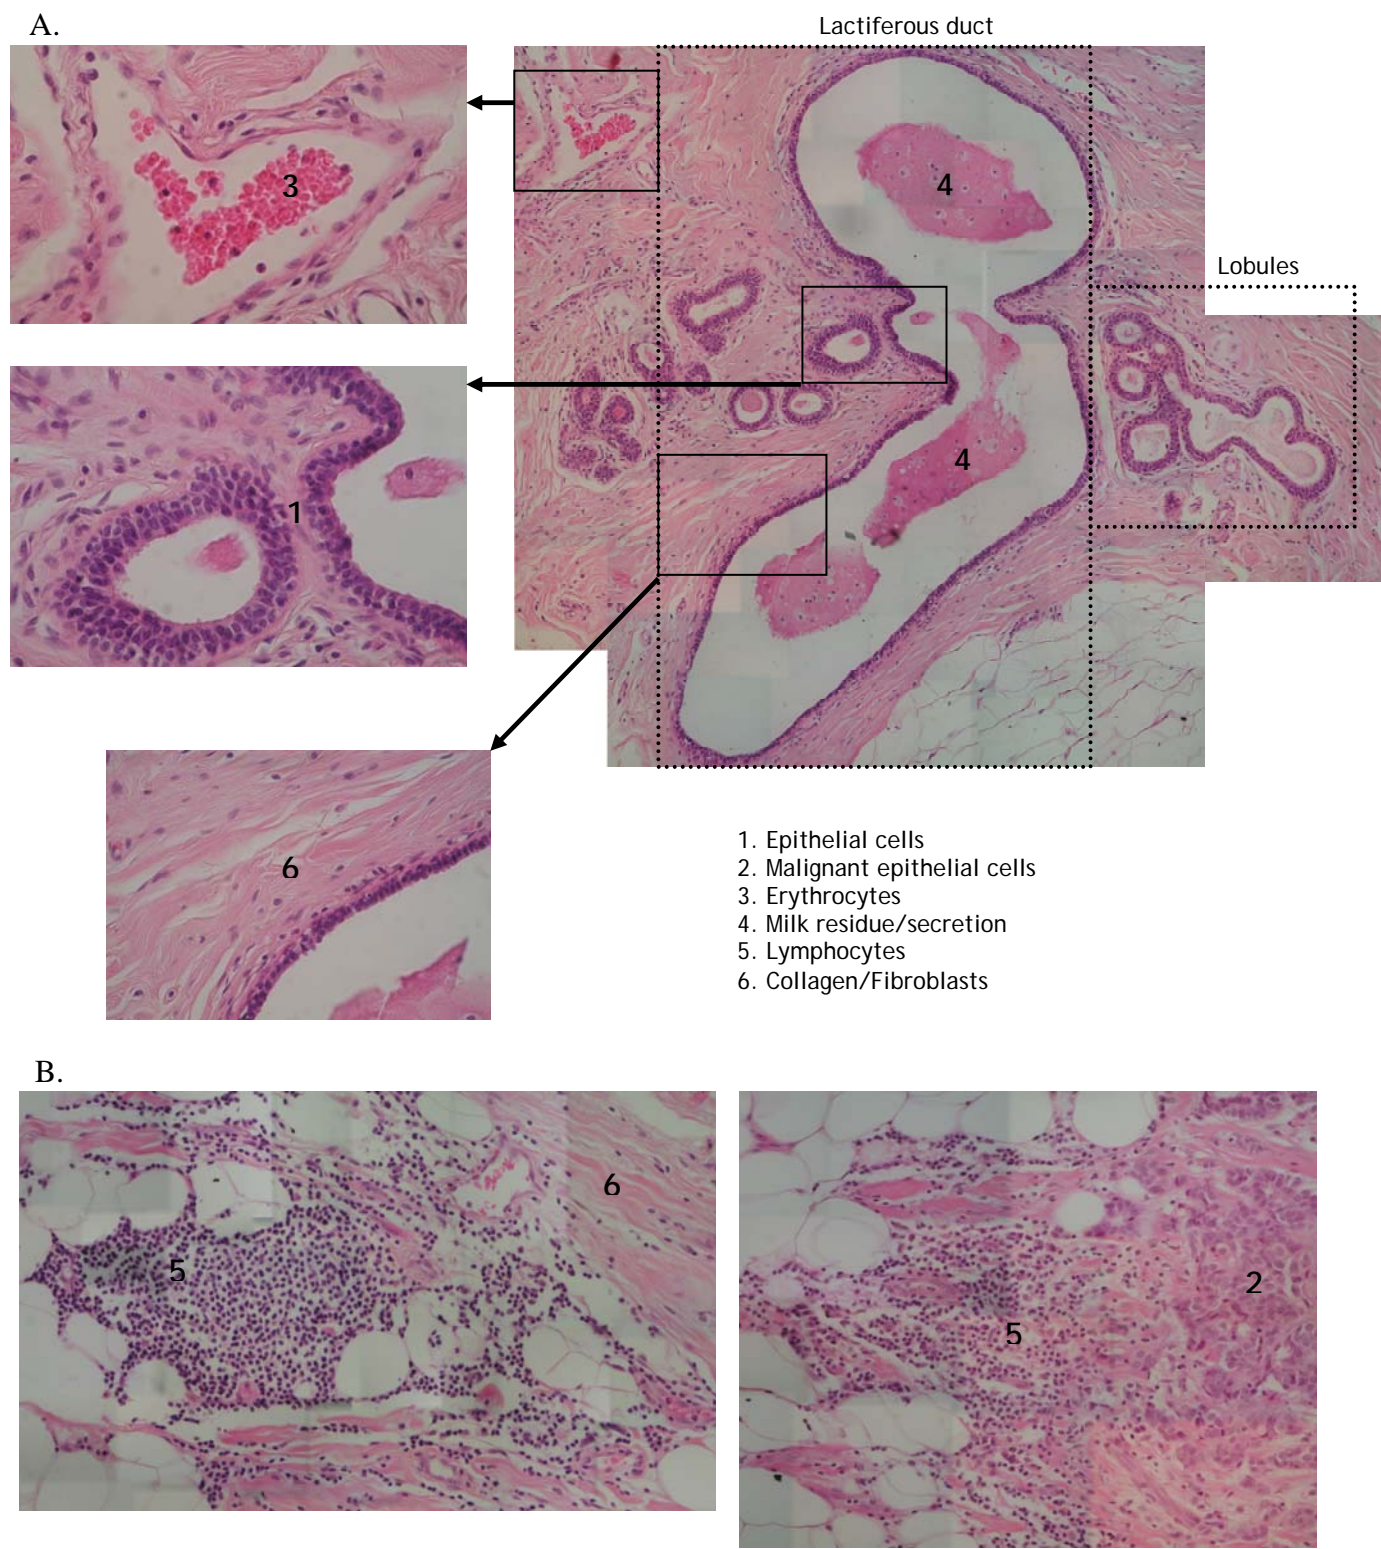 A.
Lactiferous duct
3
4
Lobules
1
4
6
1. Epithelial cells
2. Malignant epithelial cells
3. Erythrocytes
4. Milk residue/secretion
5. Lymphocytes
6. Collagen/Fibroblasts
B.
6
5
2
5